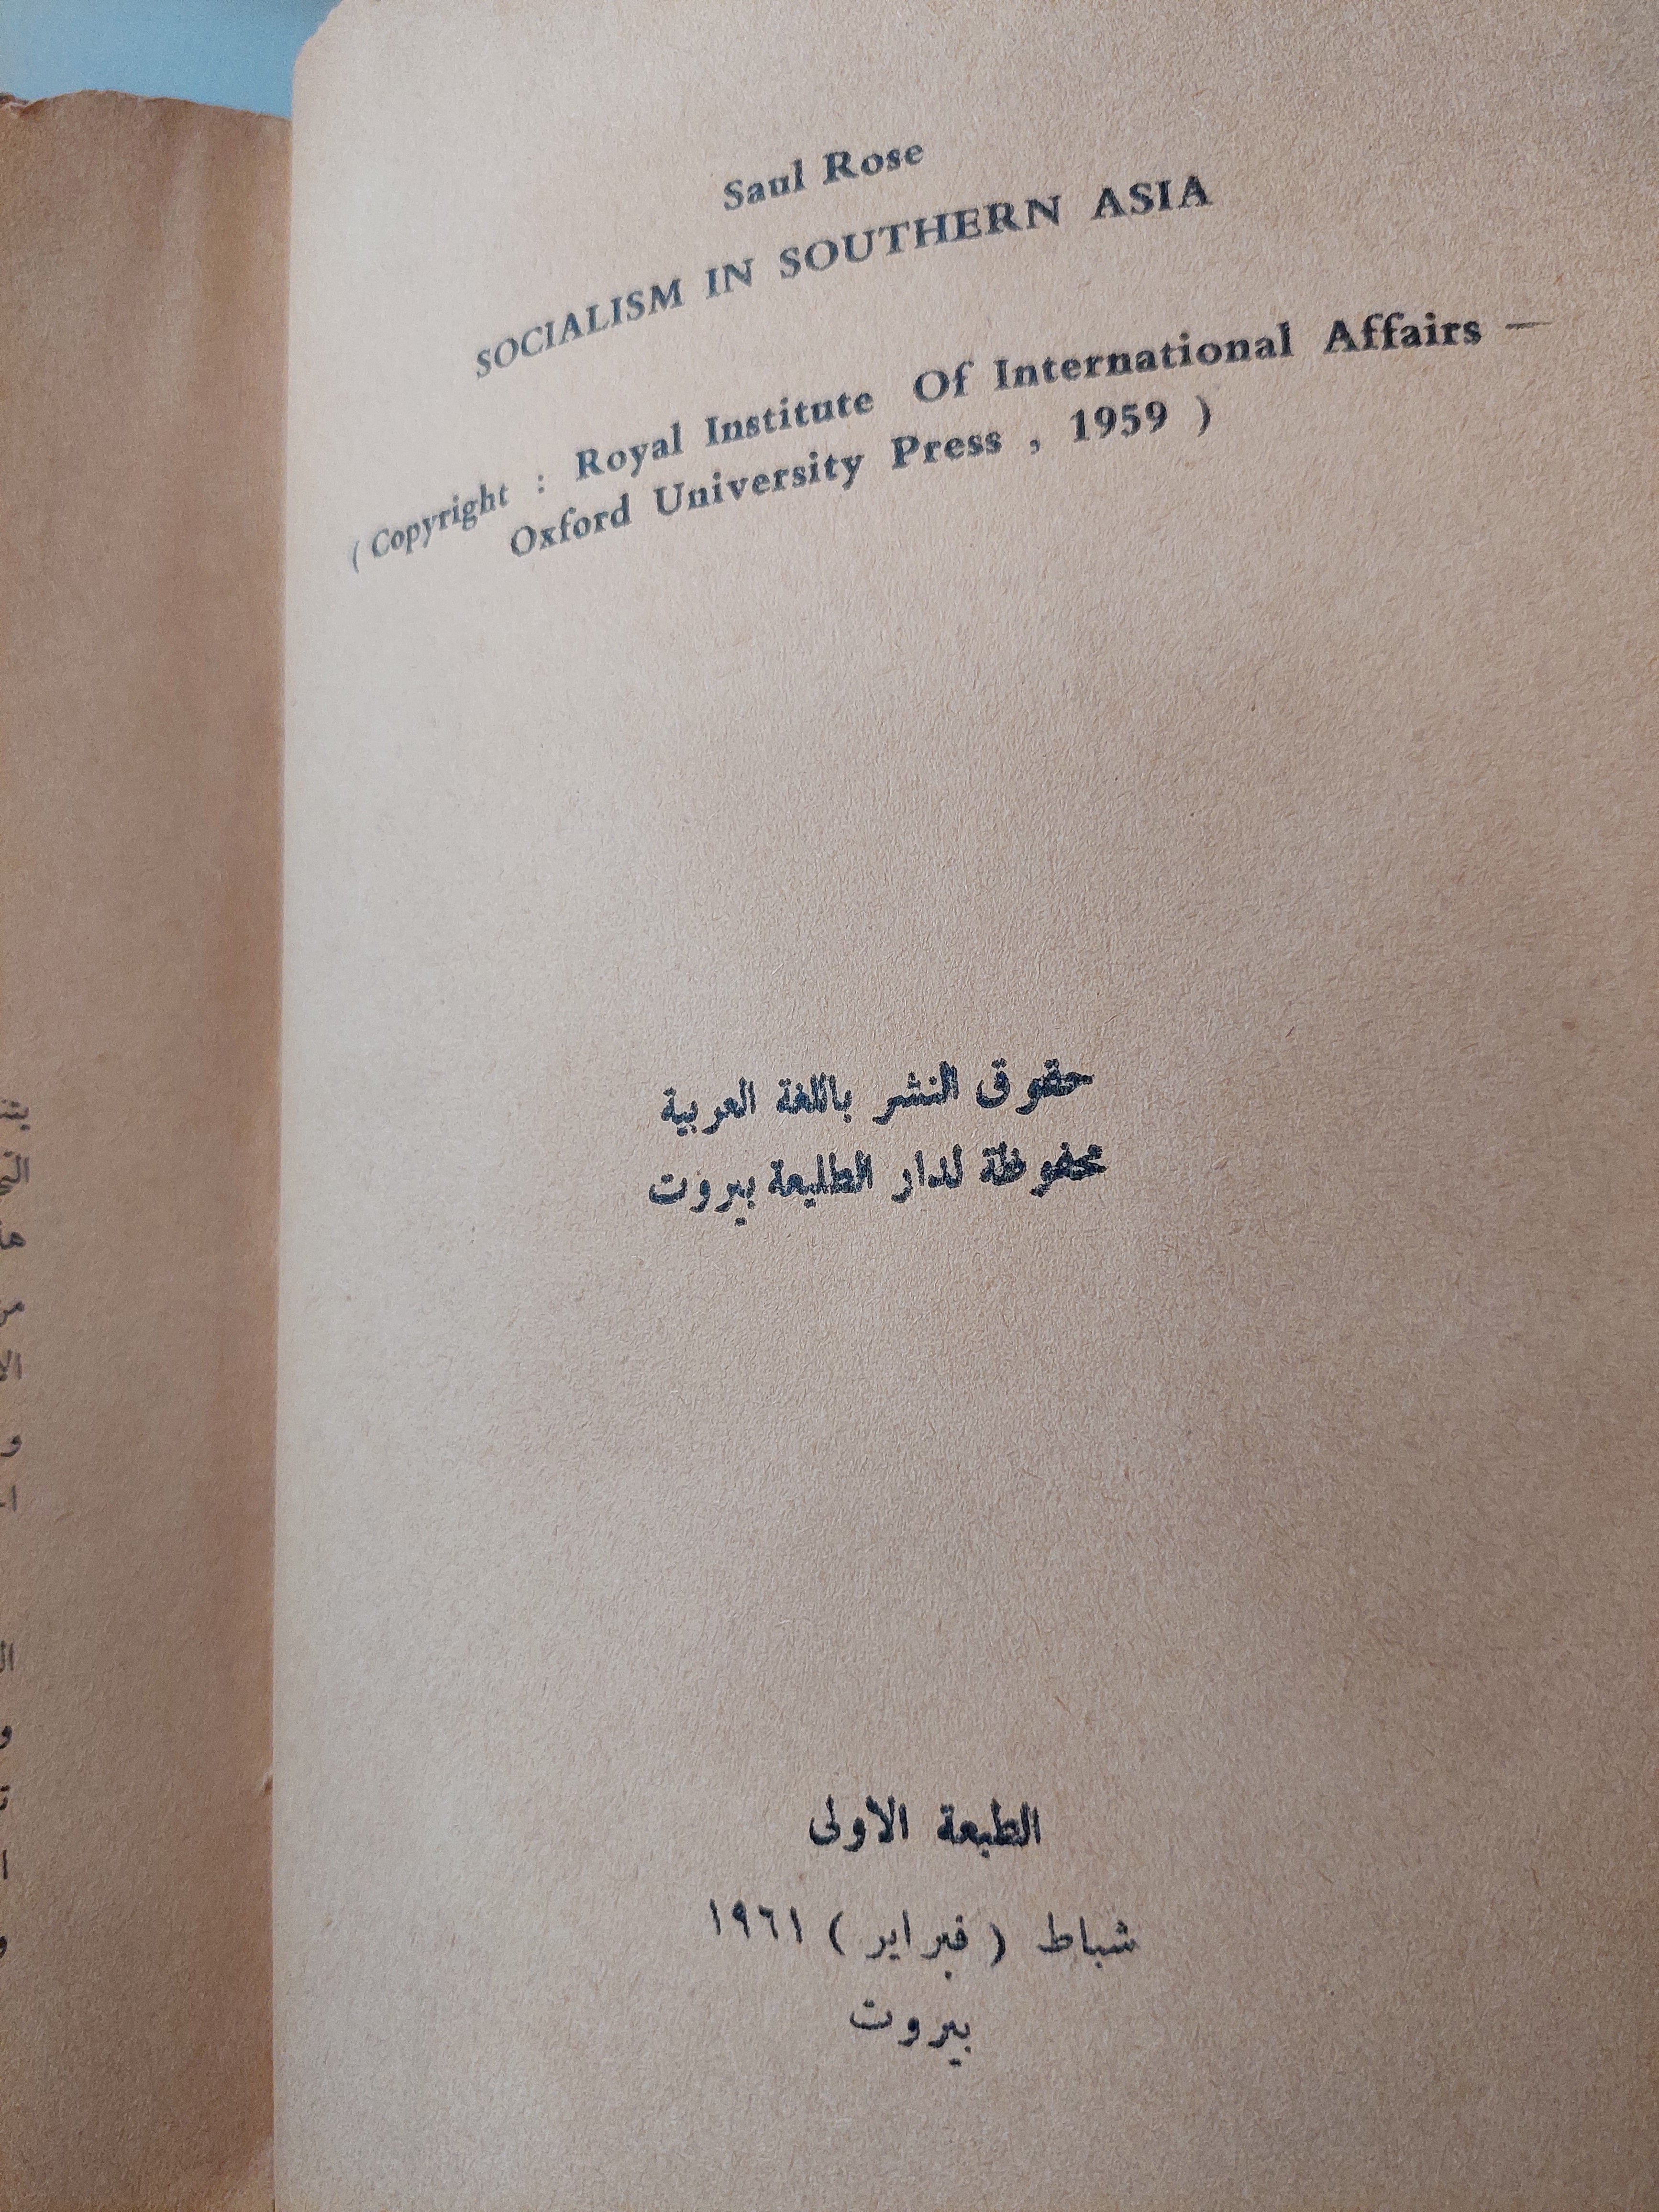 Saul Rose
SOCIALISM IN SOUTHERN ASIA
( Copyright : Royal Institute Of International Affairs —
Oxford University Press , 1959 )
حقوق النشر باللغة العربية
محفوظة لدار الطليعة بيروت
الطبعة الاولى
شباط ( فبراير ) ١٩٦١
بيروت